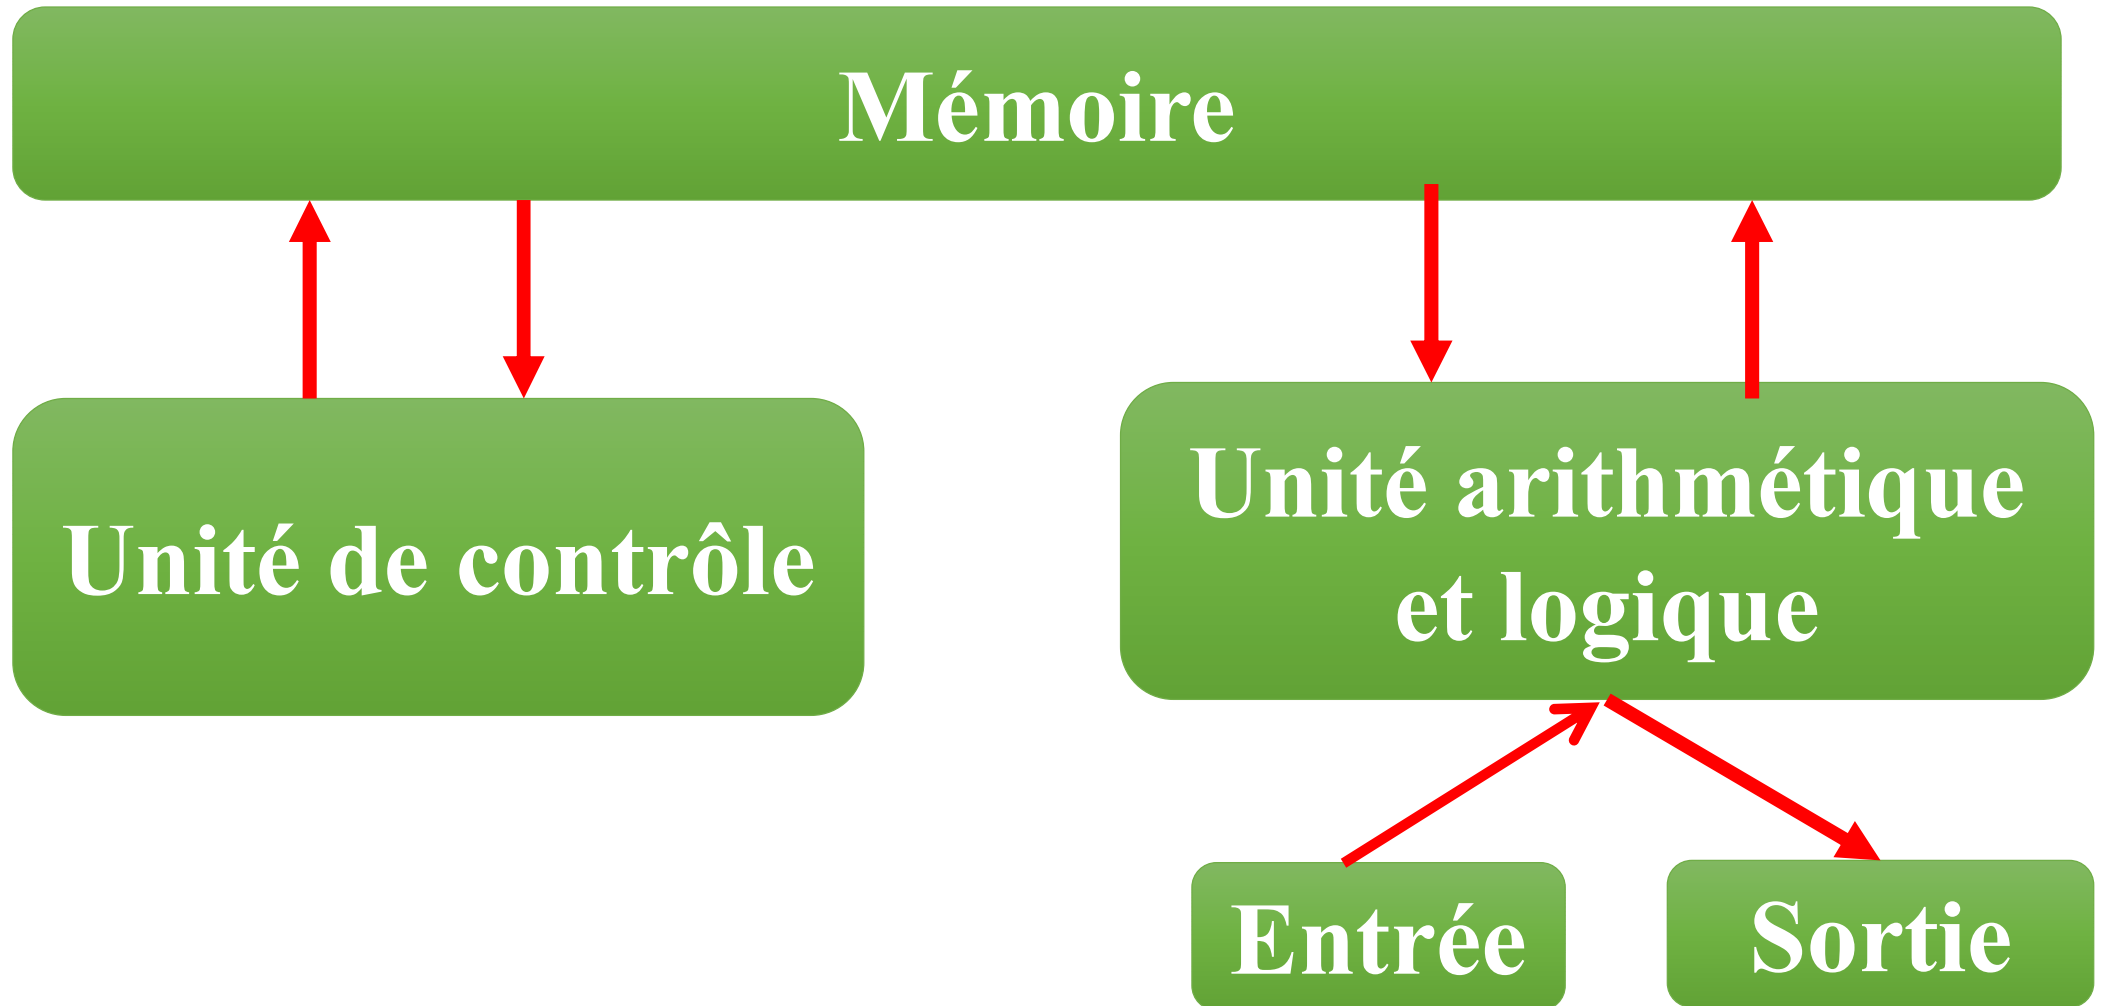 Mémoire
Unité de contrôle
Unité arithmétique
et logique
Entrée
Sortie